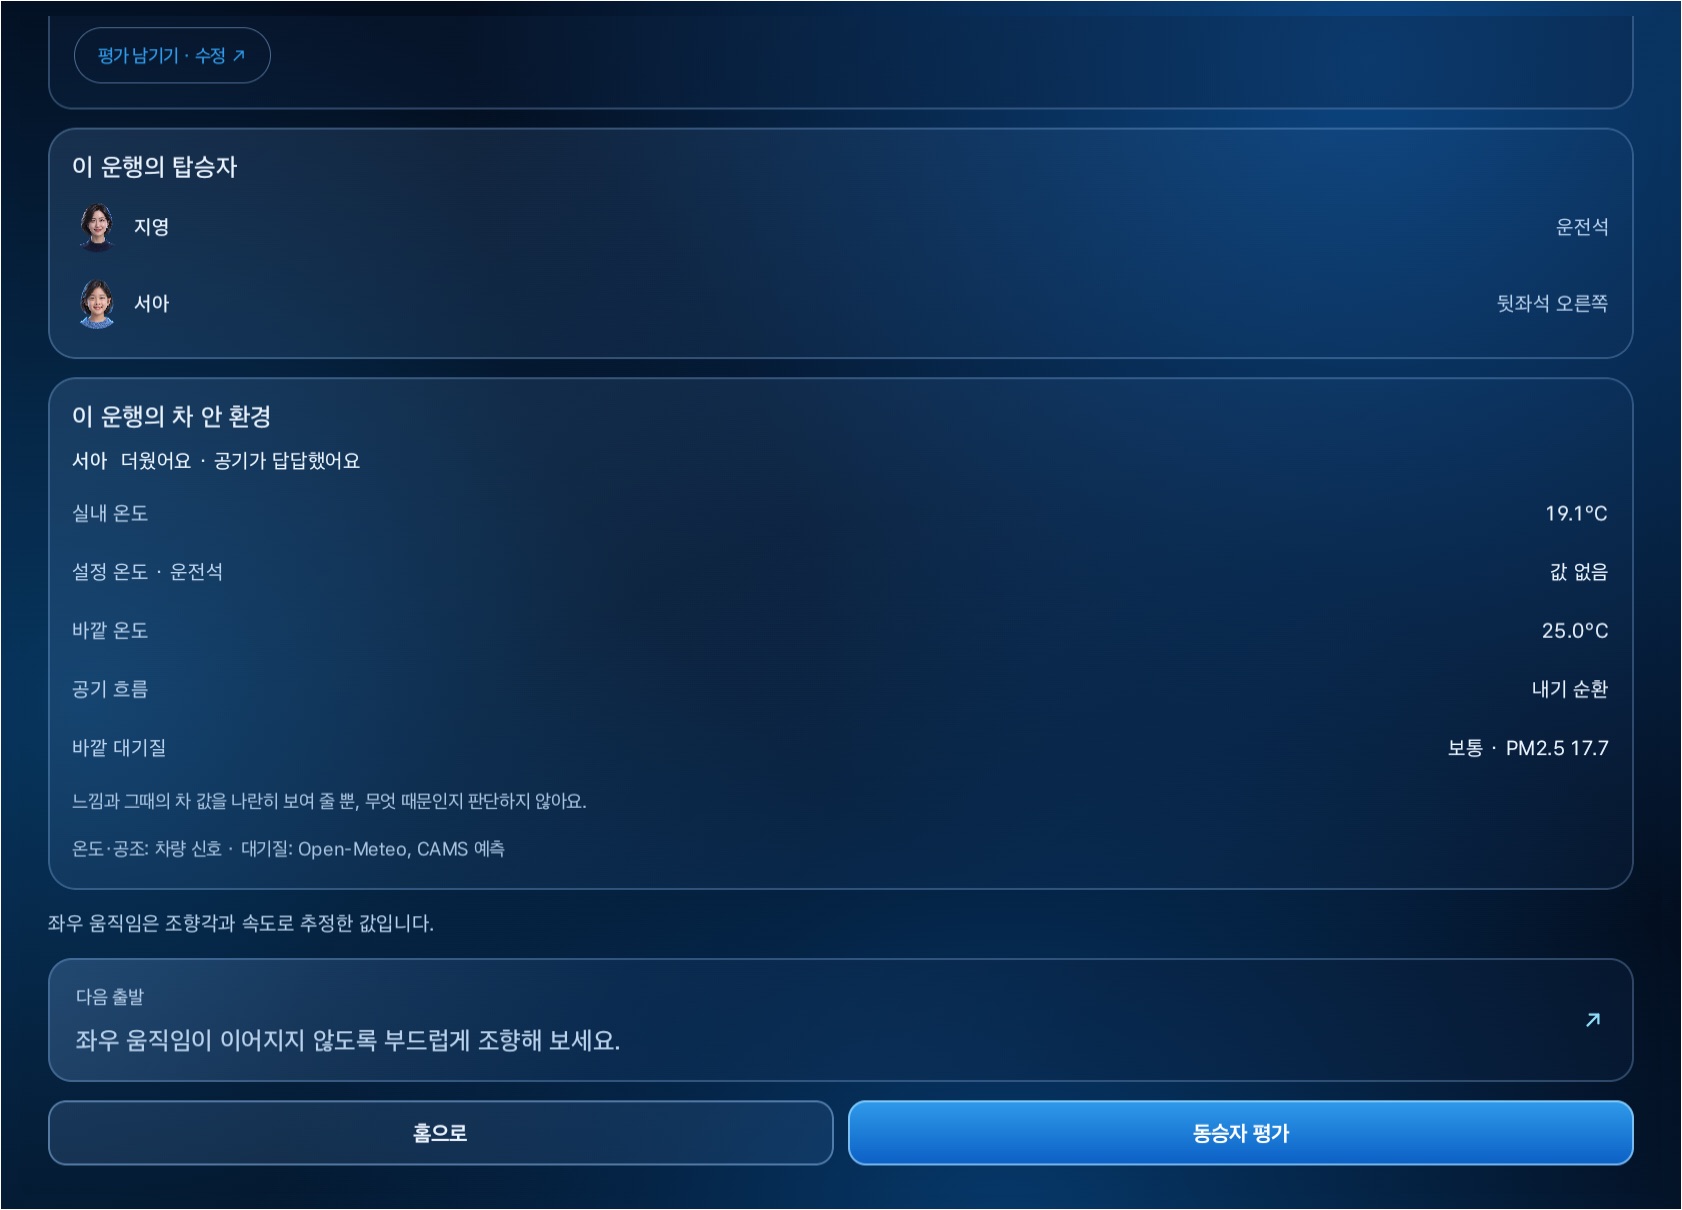 평가 남기기 · 수정 ↗
이 운행의 탑승자
지영 운전석
서아 뒷좌석 오른쪽
이 운행의 차 안 환경
서아 더웠어요 · 공기가 답답했어요
실내 온도 19.1°C
설정 온도 · 운전석 값 없음
바깥 온도 25.0°C
공기 흐름 내기 순환
바깥 대기질 보통 · PM2.5 17.7
느낌과 그때의 차 값을 나란히 보여 줄 뿐, 무엇 때문인지 판단하지 않아요.
온도·공조: 차량 신호 · 대기질: Open-Meteo, CAMS 예측
좌우 움직임은 조향각과 속도로 추정한 값입니다.
다음 출발
좌우 움직임이 이어지지 않도록 부드럽게 조향해 보세요. ↗
홈으로 동승자 평가